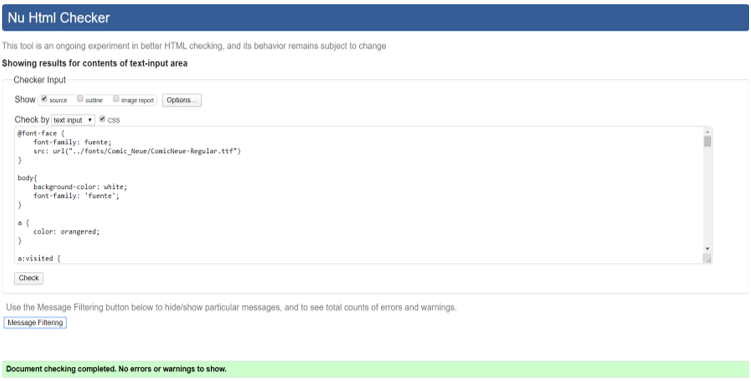 Nu Html Checker
This tool is an ongoing experiment in better HTML checking, and its behavior remains subject to change
Showing results for contents of text-input area
Checker Input
Show source outline image report Options...
Check by text input CSS
@font-face {
font-family: fuente;
src: url("../fonts/Comic_Neue/ComicNeue-Regular.ttf")
}
body{
background-color: white;
font-family: 'fuente';
}
a {
color: orangered;
}
a:visited {
Check
Use the Message Filtering button below to hide/show particular messages, and to see total counts of errors and warnings.
Message Filtering
Document checking completed. No errors or warnings to show.